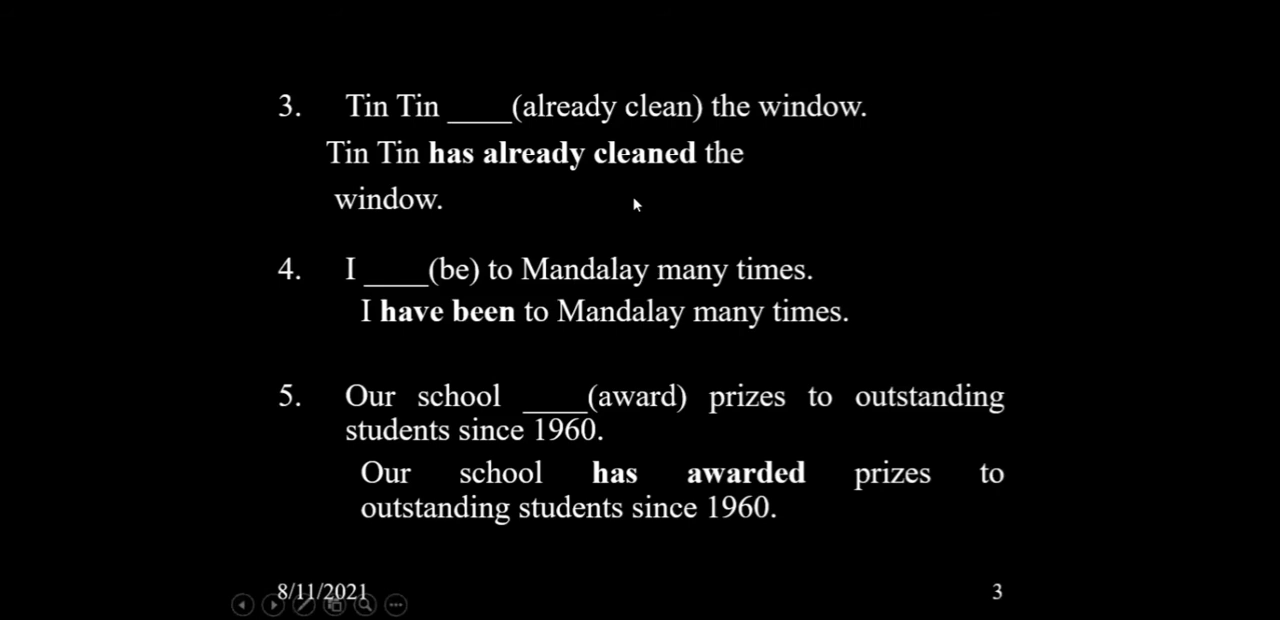 3. Tin Tin ____(already clean) the window.
Tin Tin has already cleaned the
window.
4. I ____(be) to Mandalay many times.
I have been to Mandalay many times.
5. Our school ____(award) prizes to outstanding
students since 1960.
Our school has awarded prizes to
outstanding students since 1960.
8/11/2021
3